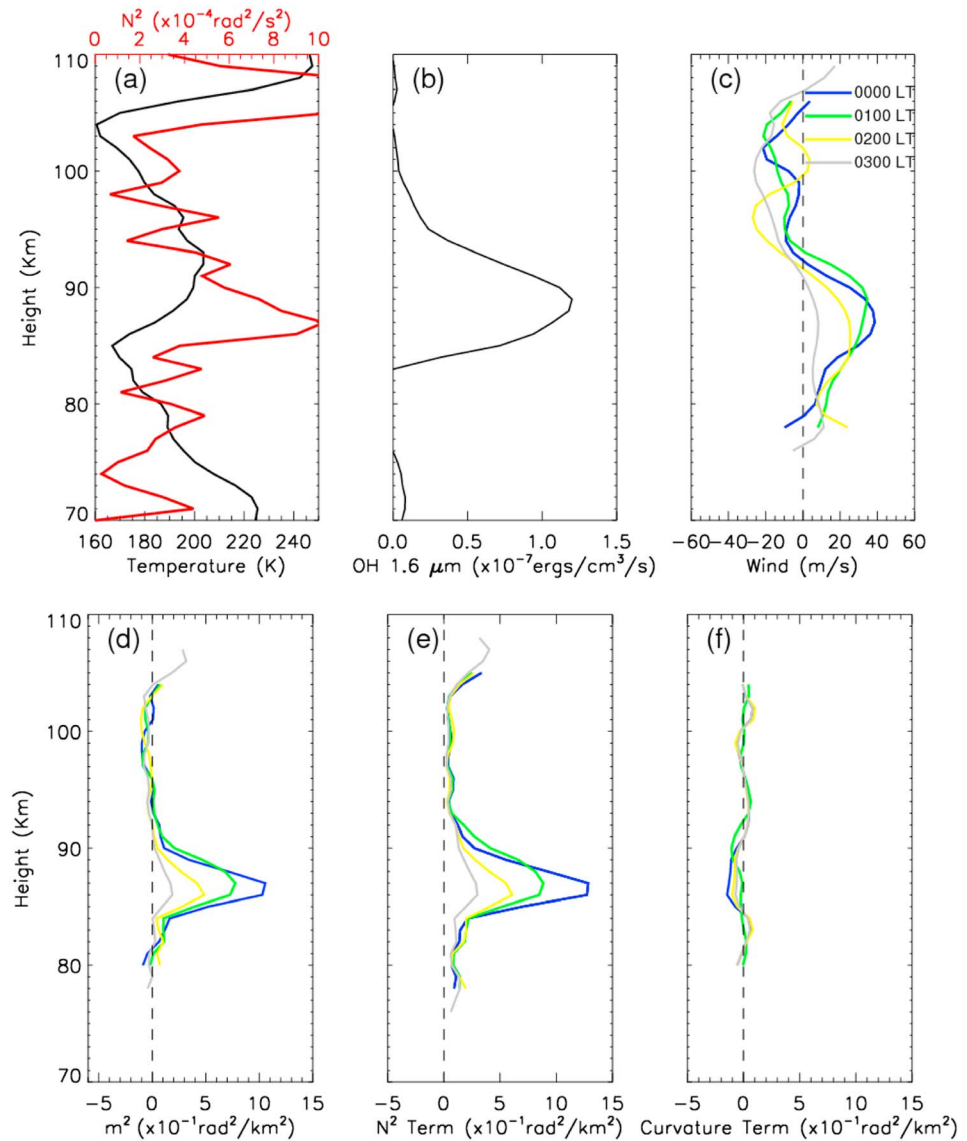 N² (x10⁻⁴rad²/s²)
0 2 4 6 8 10
110
(a)
(b)
(c)
0000 LT
0100 LT
0200 LT
0300 LT
100
90
80
70
Height (Km)
160 180 200 220 240
0.0 0.5 1.0 1.5
−60 −40 −20 0 20 40 60
Temperature (K)
OH 1.6 μm (x10⁻⁷ergs/cm³/s)
Wind (m/s)
110
(d)
(e)
(f)
100
90
80
70
Height (Km)
−5 0 5 10 15
−5 0 5 10 15
−5 0 5 10 15
m² (x10⁻¹rad²/km²)
N² Term (x10⁻¹rad²/km²)
Curvature Term (x10⁻¹rad²/km²)